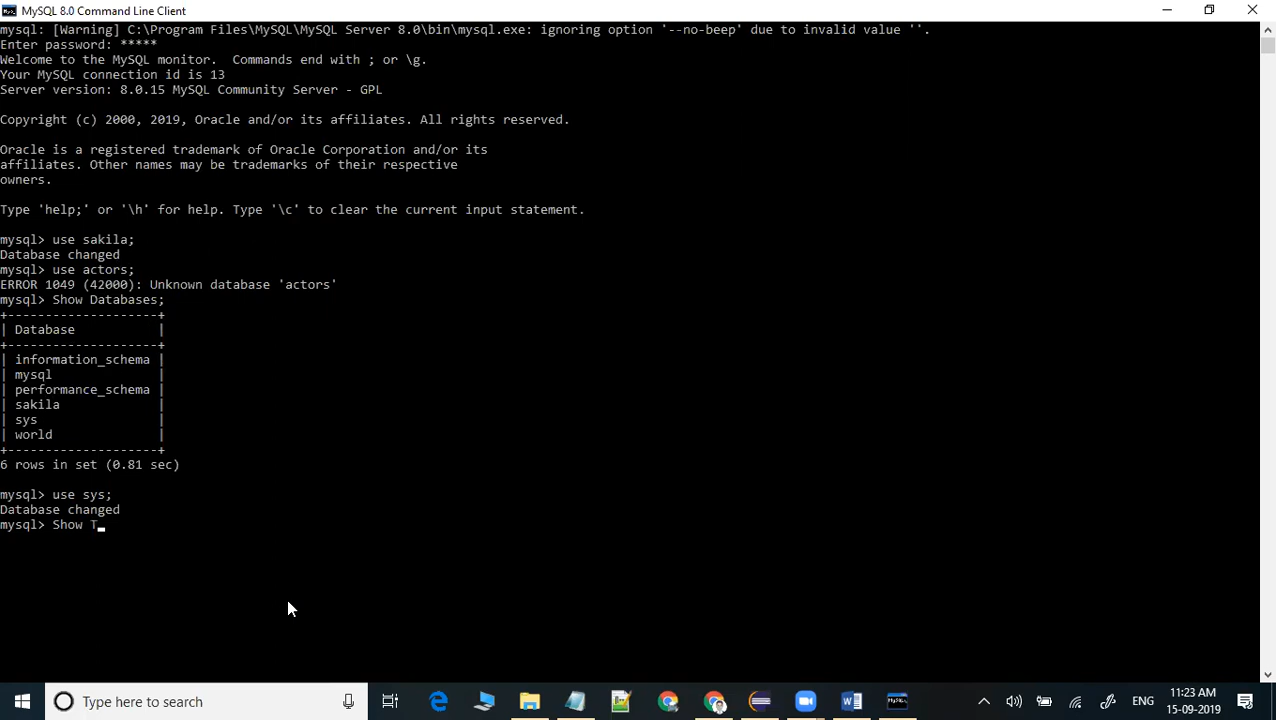 MySQL 8.0 Command Line Client
mysql: [Warning] C:\Program Files\MySQL\MySQL Server 8.0\bin\mysql.exe: ignoring option '--no-beep' due to invalid value ''.
Enter password: *****
Welcome to the MySQL monitor.  Commands end with ; or \g.
Your MySQL connection id is 13
Server version: 8.0.15 MySQL Community Server - GPL
Copyright (c) 2000, 2019, Oracle and/or its affiliates. All rights reserved.
Oracle is a registered trademark of Oracle Corporation and/or its
affiliates. Other names may be trademarks of their respective
owners.
Type 'help;' or '\h' for help. Type '\c' to clear the current input statement.
mysql> use sakila;
Database changed
mysql> use actors;
ERROR 1049 (42000): Unknown database 'actors'
mysql> Show Databases;
+--------------------+
| Database           |
+--------------------+
| information_schema |
| mysql              |
| performance_schema |
| sakila             |
| sys                |
| world              |
+--------------------+
6 rows in set (0.81 sec)
mysql> use sys;
Database changed
mysql> Show T_
Type here to search
ENG
11:23 AM
15-09-2019